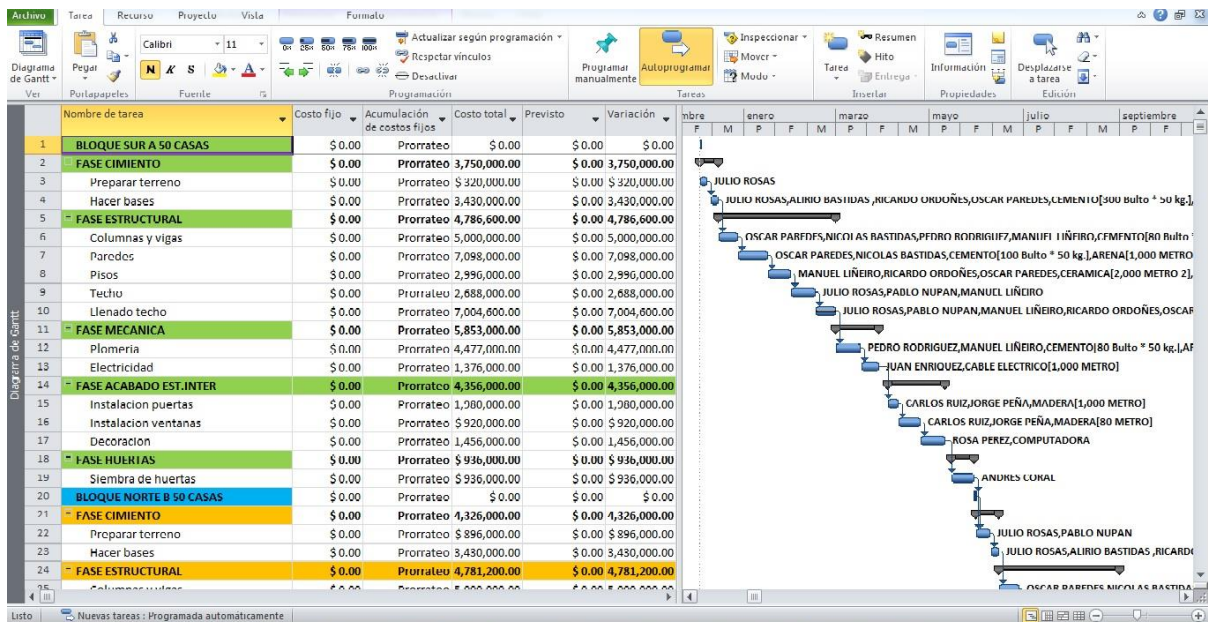 Archivo Tarea Recurso Proyecto Vista Formato
Calibri 11
Actualizar según programación
Respetar vínculos
Desactivar
Inspeccionar
Mover
Modo
Resumen
Hito
Entrega
Diagrama de Gantt
Pegar
N K S
0% 25% 50% 75% 100%
Programar manualmente
Autoprogramar
Tarea
Información
Desplazarse a tarea
Ver Portapapeles Fuente Programación Tareas Insertar Propiedades Edición
Nombre de tarea Costo fijo Acumulación de costos fijos Costo total Previsto Variación
enero marzo mayo julio septiembre
F M P F M P F M P F M P F M P F
1 BLOQUE SUR A 50 CASAS $ 0.00 Prorrateo $ 0.00 $ 0.00 $ 0.00
2 FASE CIMIENTO $ 0.00 Prorrateo 3,750,000.00 $ 0.00 3,750,000.00
3 Preparar terreno $ 0.00 Prorrateo $ 320,000.00 $ 0.00 $ 320,000.00 JULIO ROSAS
4 Hacer bases $ 0.00 Prorrateo 3,430,000.00 $ 0.00 3,430,000.00 JULIO ROSAS,ALIRIO BASTIDAS ,RICARDO ORDOÑES,OSCAR PAREDES,CEMENTO[300 Bulto * 50 kg.],
5 FASE ESTRUCTURAL $ 0.00 Prorrateo 4,786,600.00 $ 0.00 4,786,600.00
6 Columnas y vigas $ 0.00 Prorrateo 5,000,000.00 $ 0.00 5,000,000.00 OSCAR PAREDES,NICOLAS BASTIDAS,PEDRO RODRIGUEZ,MANUEL LIÑEIRO,CEMENTO[80 Bulto *
7 Paredes $ 0.00 Prorrateo 7,098,000.00 $ 0.00 7,098,000.00 OSCAR PAREDES,NICOLAS BASTIDAS,CEMENTO[100 Bulto * 50 kg.],ARENA[1,000 METRO
8 Pisos $ 0.00 Prorrateo 2,996,000.00 $ 0.00 2,996,000.00 MANUEL LIÑEIRO,RICARDO ORDOÑES,OSCAR PAREDES,CERAMICA[2,000 METRO 2],
9 Techo $ 0.00 Prorrateo 2,688,000.00 $ 0.00 2,688,000.00 JULIO ROSAS,PABLO NUPAN,MANUEL LIÑEIRO
10 Llenado techo $ 0.00 Prorrateo 7,004,600.00 $ 0.00 7,004,600.00 JULIO ROSAS,PABLO NUPAN,MANUEL LIÑEIRO,RICARDO ORDOÑES,OSCAR
11 FASE MECANICA $ 0.00 Prorrateo 5,853,000.00 $ 0.00 5,853,000.00
12 Plomeria $ 0.00 Prorrateo 4,477,000.00 $ 0.00 4,477,000.00 PEDRO RODRIGUEZ,MANUEL LIÑEIRO,CEMENTO[80 Bulto * 50 kg.],
13 Electricidad $ 0.00 Prorrateo 1,376,000.00 $ 0.00 1,376,000.00 JUAN ENRIQUEZ,CABLE ELECTRICO[1,000 METRO]
14 FASE ACABADO EST.INTER $ 0.00 Prorrateo 4,356,000.00 $ 0.00 4,356,000.00
15 Instalacion puertas $ 0.00 Prorrateo 1,980,000.00 $ 0.00 1,980,000.00 CARLOS RUIZ,JORGE PEÑA,MADERA[1,000 METRO]
16 Instalacion ventanas $ 0.00 Prorrateo $ 920,000.00 $ 0.00 $ 920,000.00 CARLOS RUIZ,JORGE PEÑA,MADERA[80 METRO]
17 Decoracion $ 0.00 Prorrateo 1,456,000.00 $ 0.00 1,456,000.00 ROSA PEREZ,COMPUTADORA
18 FASE HUERTAS $ 0.00 Prorrateo $ 936,000.00 $ 0.00 $ 936,000.00
19 Siembra de huertas $ 0.00 Prorrateo $ 936,000.00 $ 0.00 $ 936,000.00 ANDRES CORAL
20 BLOQUE NORTE B 50 CASAS $ 0.00 Prorrateo $ 0.00 $ 0.00 $ 0.00
21 FASE CIMIENTO $ 0.00 Prorrateo 4,326,000.00 $ 0.00 4,326,000.00
22 Preparar terreno $ 0.00 Prorrateo $ 896,000.00 $ 0.00 $ 896,000.00 JULIO ROSAS,PABLO NUPAN
23 Hacer bases $ 0.00 Prorrateo 3,430,000.00 $ 0.00 3,430,000.00 JULIO ROSAS,ALIRIO BASTIDAS ,RICARDO
24 FASE ESTRUCTURAL $ 0.00 Prorrateo 4,781,200.00 $ 0.00 4,781,200.00
25 Columnas y vigas $ 0.00 Prorrateo 5,000,000.00 $ 0.00 5,000,000.00 OSCAR PAREDES,NICOLAS BASTIDA
Diagrama de Gantt
Listo Nuevas tareas : Programada automáticamente